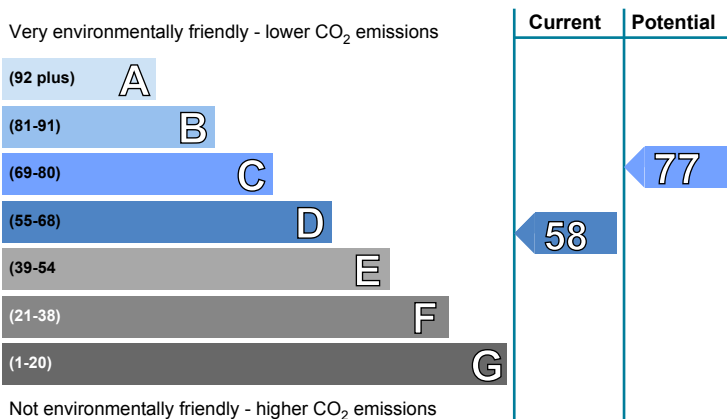 Current Potential
Very environmentally friendly - lower CO2 emissions
(92 plus) A
(81-91) B
(69-80) C
77
(55-68) D
58
(39-54 E
(21-38) F
(1-20) G
Not environmentally friendly - higher CO2 emissions